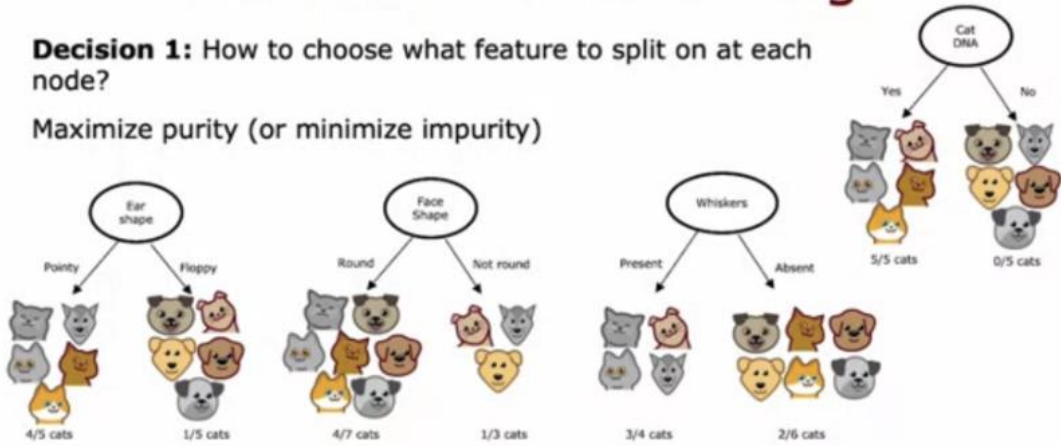 Decision 1: How to choose what feature to split on at each
node?
Maximize purity (or minimize impurity)
Cat
DNA
Yes
No
5/5 cats
0/5 cats
Ear
shape
Pointy
Floppy
4/5 cats
1/5 cats
Face
Shape
Round
Not round
4/7 cats
1/3 cats
Whiskers
Present
Absent
3/4 cats
2/6 cats